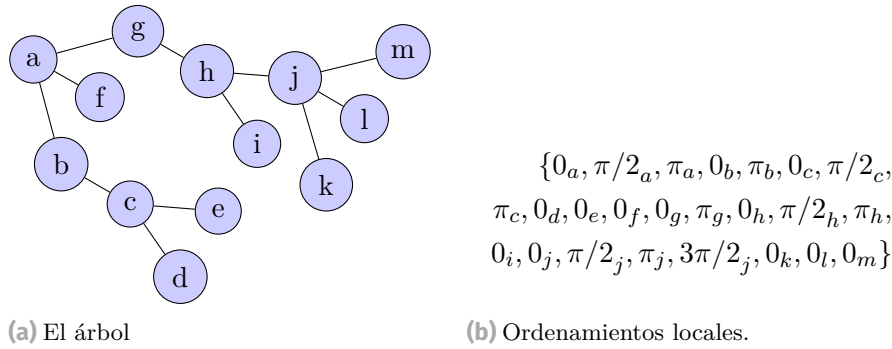 g
m
a
h
j
f
l
i
b
k
c
e
d
{0_a, π/2_a, π_a, 0_b, π_b, 0_c, π/2_c,
π_c, 0_d, 0_e, 0_f, 0_g, π_g, 0_h, π/2_h, π_h,
0_i, 0_j, π/2_j, π_j, 3π/2_j, 0_k, 0_l, 0_m}
(a) El árbol
(b) Ordenamientos locales.